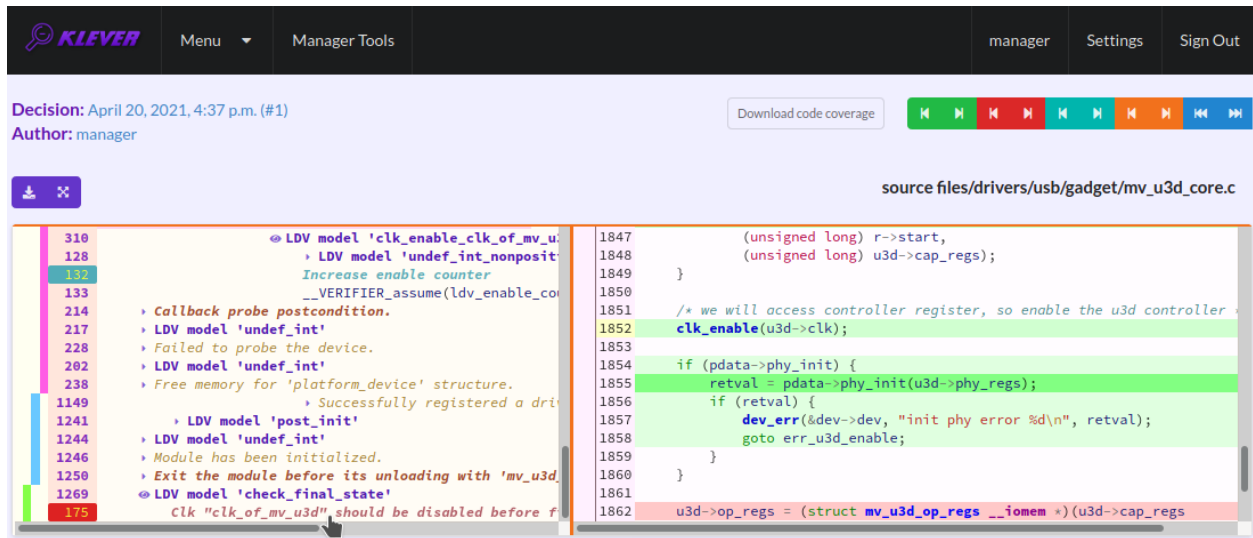 KLEVER Menu Manager Tools manager Settings Sign Out
Decision: April 20, 2021, 4:37 p.m. (#1)
Author: manager
Download code coverage
source files/drivers/usb/gadget/mv_u3d_core.c
310 LDV model 'clk_enable_clk_of_mv_u3
128 LDV model 'undef_int_nonpositi
132 Increase enable counter
133 __VERIFIER_assume(ldv_enable_cou
214 Callback probe postcondition.
217 LDV model 'undef_int'
228 Failed to probe the device.
202 LDV model 'undef_int'
238 Free memory for 'platform_device' structure.
1149 Successfully registered a driv
1241 LDV model 'post_init'
1244 LDV model 'undef_int'
1246 Module has been initialized.
1250 Exit the module before its unloading with 'mv_u3d_
1269 LDV model 'check_final_state'
175 Clk "clk_of_mv_u3d" should be disabled before f
1847 (unsigned long) r->start,
1848 (unsigned long) u3d->cap_regs);
1849 }
1850
1851 /* we will access controller register, so enable the u3d controller
1852 clk_enable(u3d->clk);
1853
1854 if (pdata->phy_init) {
1855 retval = pdata->phy_init(u3d->phy_regs);
1856 if (retval) {
1857 dev_err(&dev->dev, "init phy error %d\n", retval);
1858 goto err_u3d_enable;
1859 }
1860 }
1861
1862 u3d->op_regs = (struct mv_u3d_op_regs __iomem *)(u3d->cap_regs